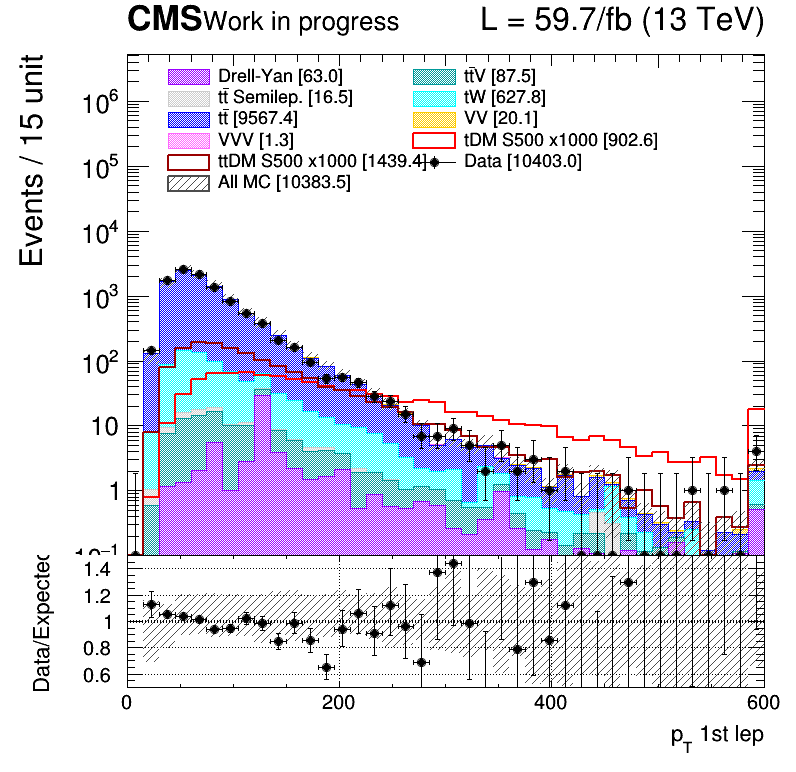 CMS Work in progress L = 59.7/fb (13 TeV)
Events / 15 unit
Drell-Yan [63.0] ttV [87.5]
tt̄ Semilep. [16.5] tW [627.8]
tt̄ [9567.4] VV [20.1]
VVV [1.3] tDM S500 x1000 [902.6]
ttDM S500 x1000 [1439.4] Data [10403.0]
All MC [10383.5]
10⁶
10⁵
10⁴
10³
10²
10
1
10⁻¹
Data/Expected
1.4
1.2
1
0.8
0.6
0 200 400 600
p_T 1st lep